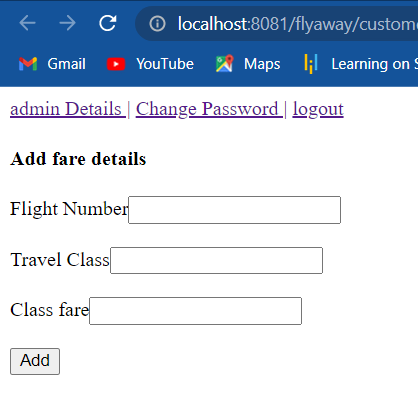 localhost:8081/flyaway/custome
Gmail YouTube Maps Learning on S
admin Details | Change Password | logout
Add fare details
Flight Number
Travel Class
Class fare
Add